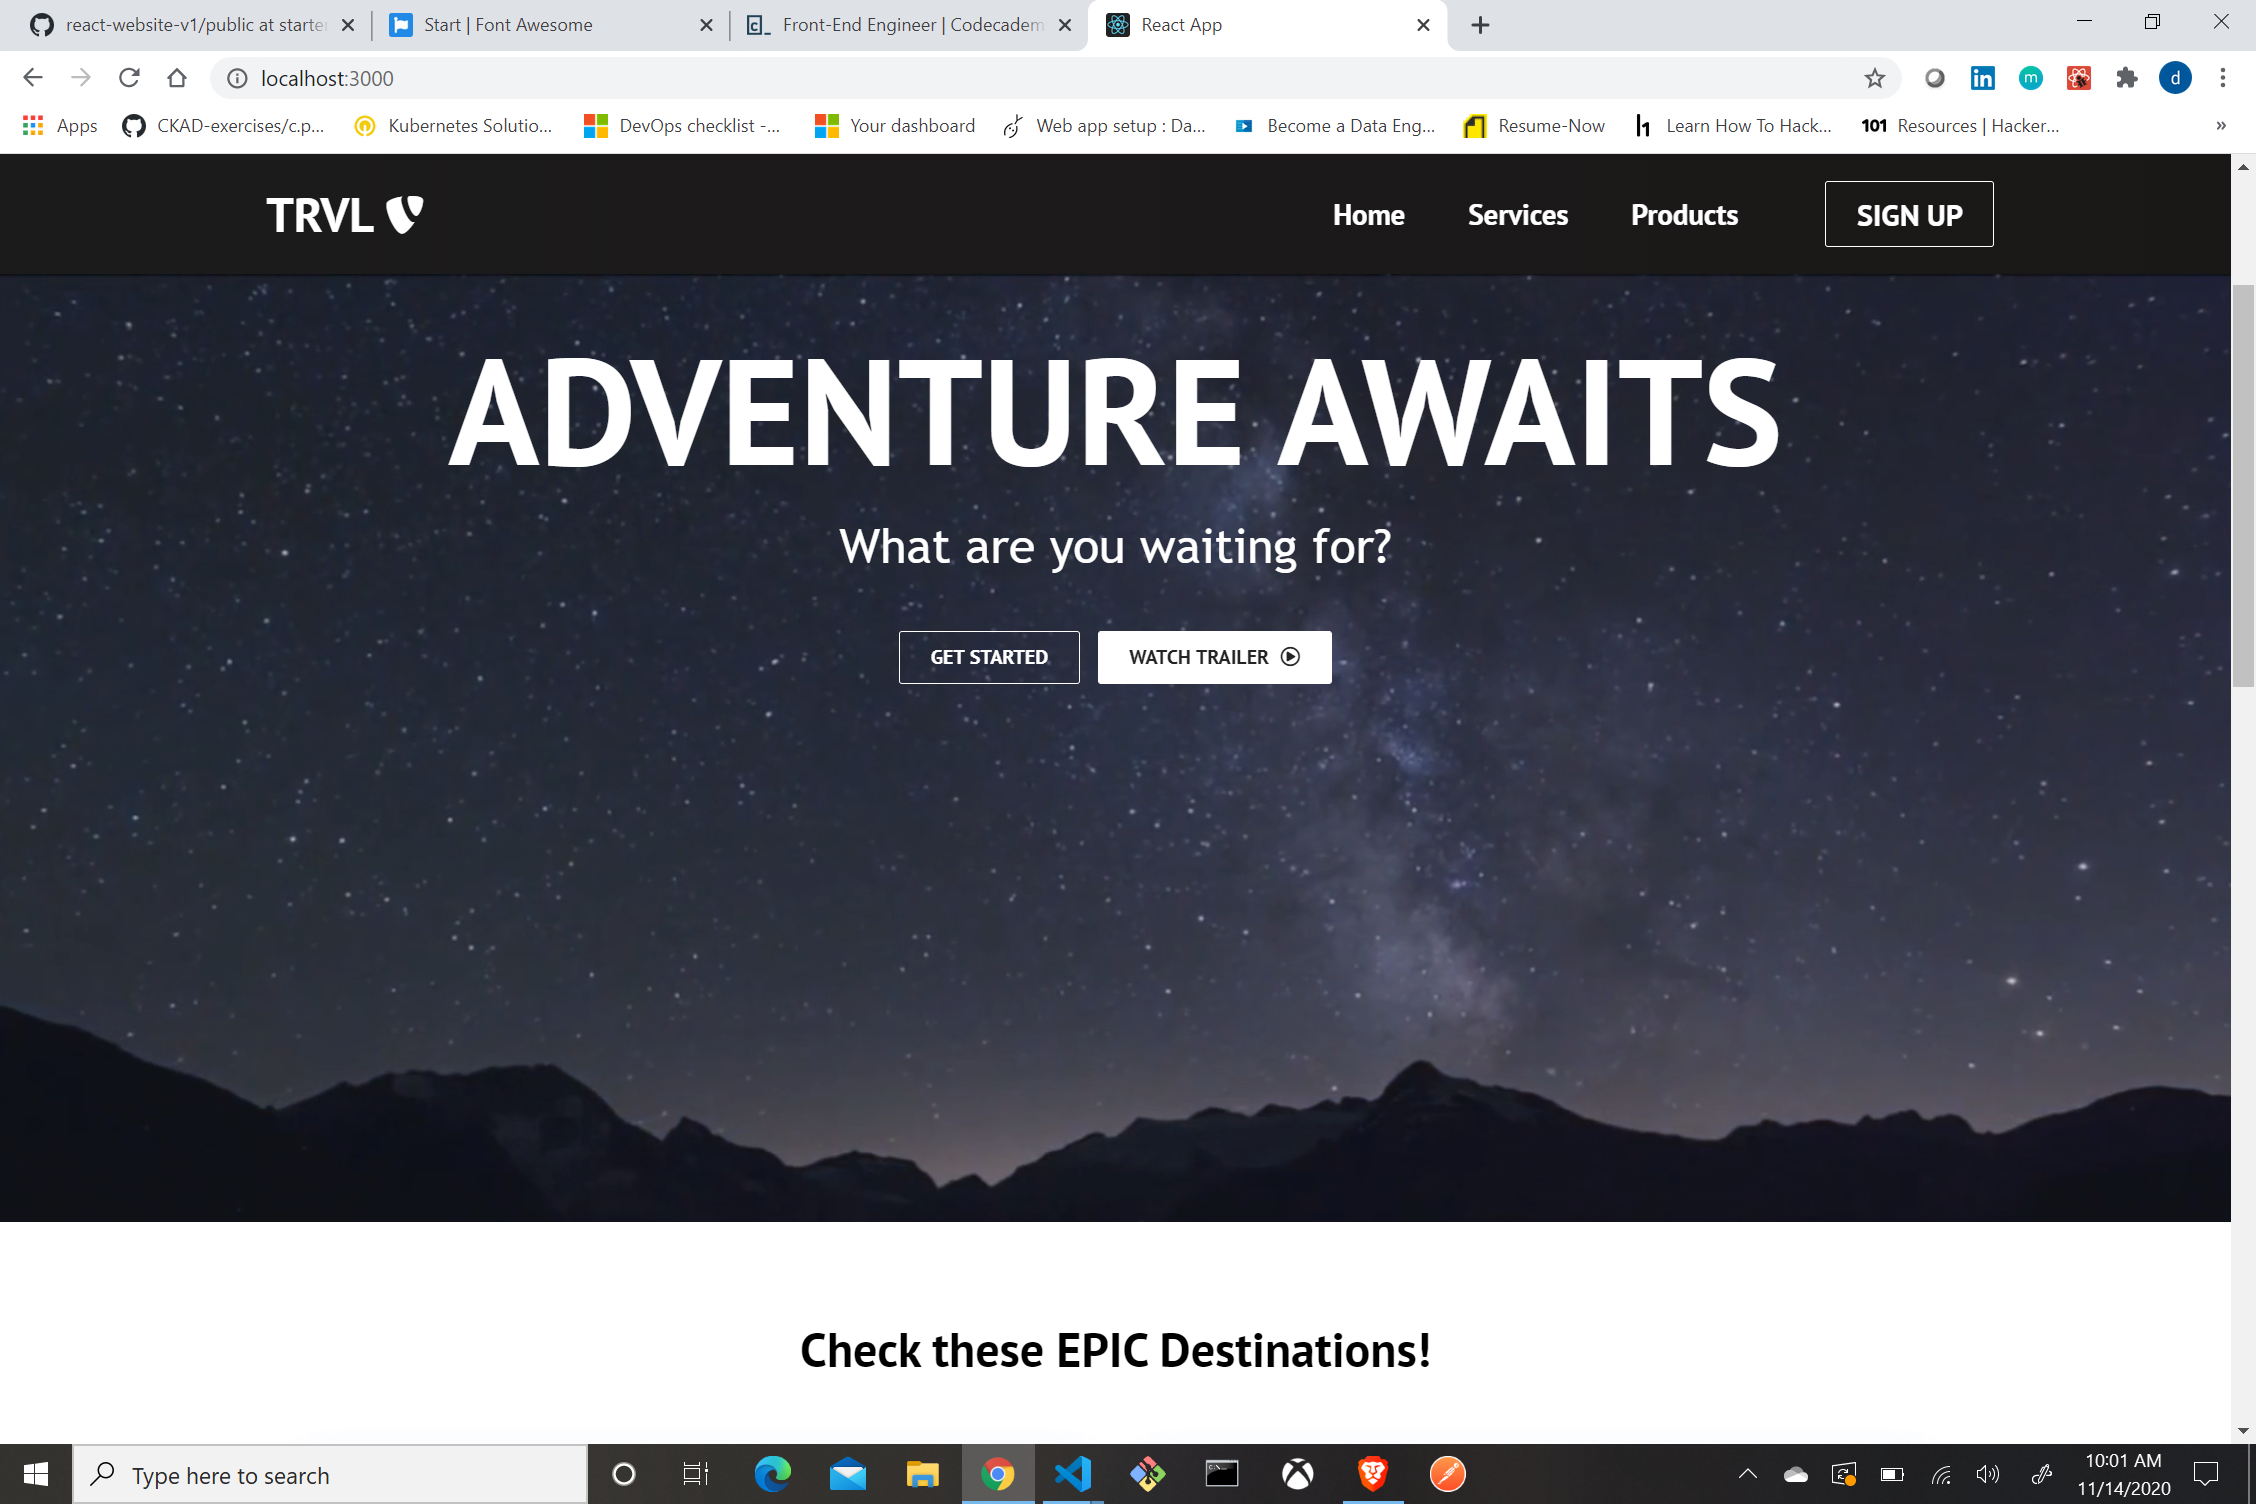 react-website-v1/public at starter
Start | Font Awesome
Front-End Engineer | Codecadem
React App
localhost:3000
d
Apps
CKAD-exercises/c.p...
Kubernetes Solutio...
DevOps checklist -...
Your dashboard
Web app setup : Da...
Become a Data Eng...
Resume-Now
Learn How To Hack...
101 Resources | Hacker...
»
TRVL
Home
Services
Products
SIGN UP
ADVENTURE AWAITS
What are you waiting for?
GET STARTED
WATCH TRAILER
Check these EPIC Destinations!
Type here to search
10:01 AM
11/14/2020